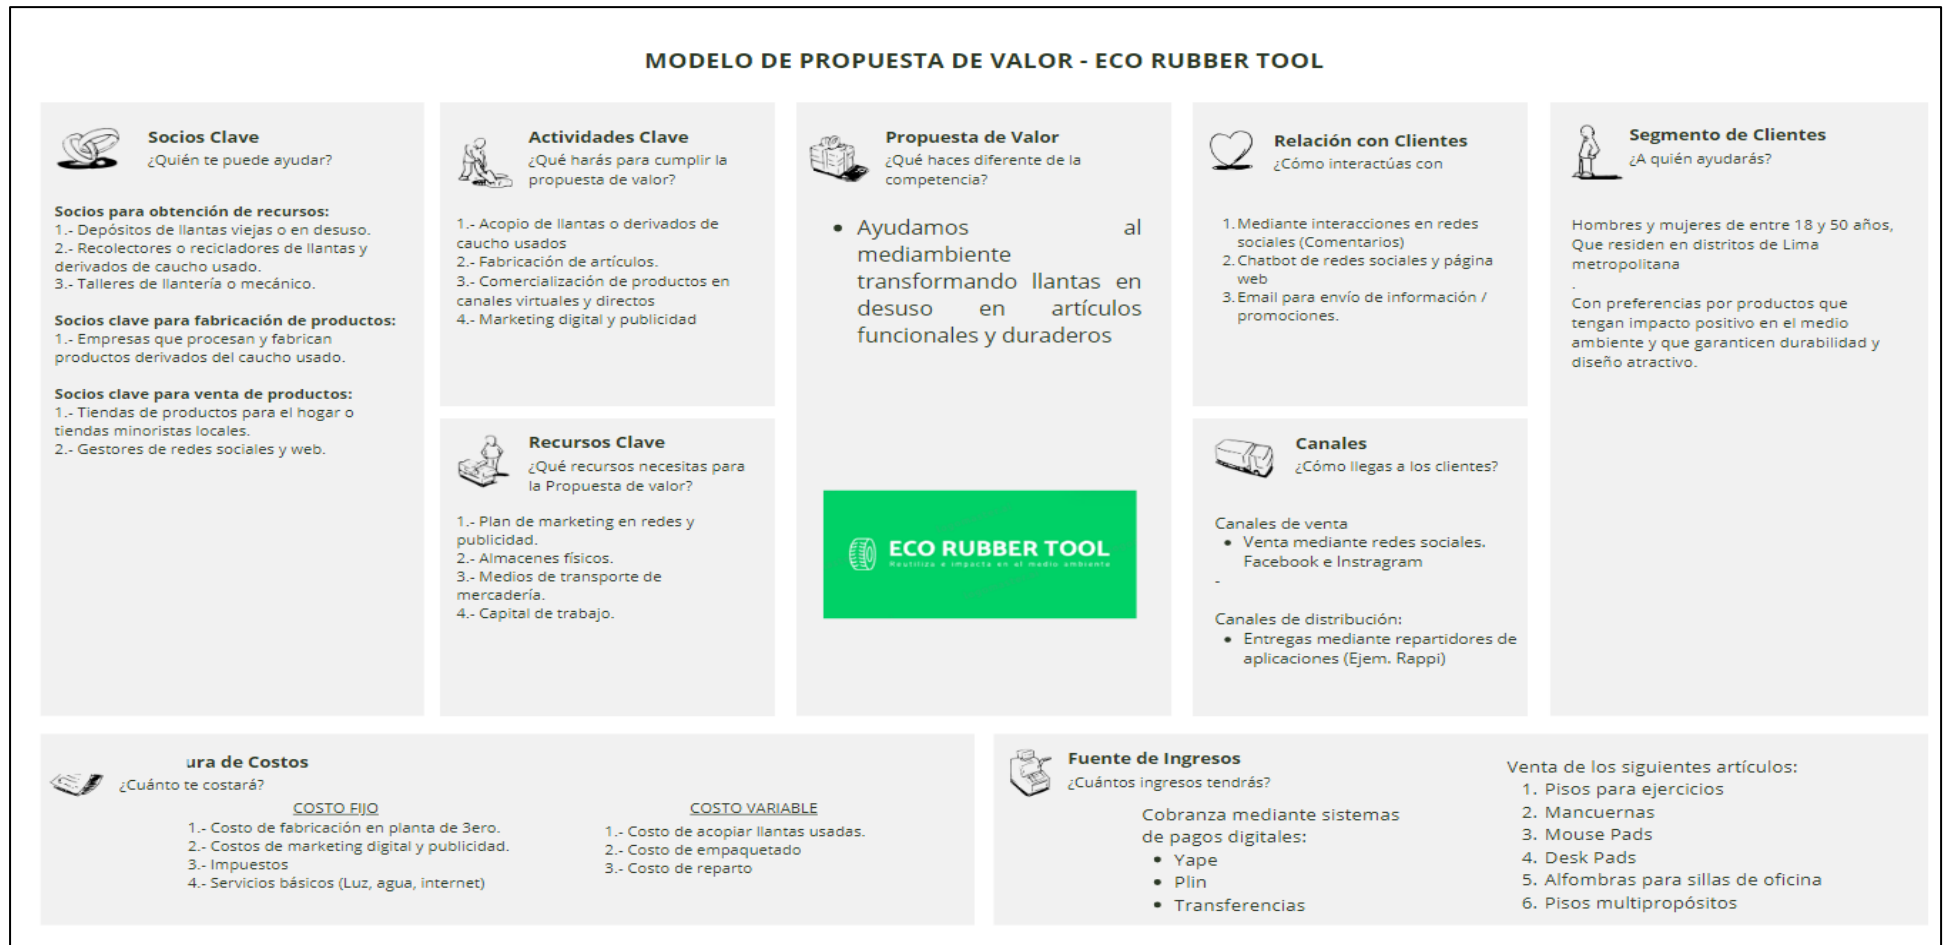 MODELO DE PROPUESTA DE VALOR - ECO RUBBER TOOL
Socios Clave
¿Quién te puede ayudar?
Socios para obtención de recursos:
1.- Depósitos de llantas viejas o en desuso.
2.- Recolectores o recicladores de llantas y
derivados de caucho usado.
3.- Talleres de llantería o mecánico.
Socios clave para fabricación de productos:
1.- Empresas que procesan y fabrican
productos derivados del caucho usado.
Socios clave para venta de productos:
1.- Tiendas de productos para el hogar o
tiendas minoristas locales.
2.- Gestores de redes sociales y web.
Actividades Clave
¿Qué harás para cumplir la
propuesta de valor?
1.- Acopio de llantas o derivados de
caucho usados
2.- Fabricación de artículos.
3.- Comercialización de productos en
canales virtuales y directos
4.- Marketing digital y publicidad
Recursos Clave
¿Qué recursos necesitas para
la Propuesta de valor?
1.- Plan de marketing en redes y
publicidad.
2.- Almacenes físicos.
3.- Medios de transporte de
mercadería.
4.- Capital de trabajo.
Propuesta de Valor
¿Qué haces diferente de la
competencia?
• Ayudamos al
mediambiente
transformando llantas en
desuso en artículos
funcionales y duraderos
ECO RUBBER TOOL
Reutiliza e impacta en el medio ambiente
Relación con Clientes
¿Cómo interactúas con
1. Mediante interacciones en redes
sociales (Comentarios)
2. Chatbot de redes sociales y página
web
3. Email para envío de información /
promociones.
Canales
¿Cómo llegas a los clientes?
Canales de venta
• Venta mediante redes sociales.
Facebook e Instragram
-
Canales de distribución:
• Entregas mediante repartidores de
aplicaciones (Ejem. Rappi)
Segmento de Clientes
¿A quién ayudarás?
Hombres y mujeres de entre 18 y 50 años,
Que residen en distritos de Lima
metropolitana
.
Con preferencias por productos que
tengan impacto positivo en el medio
ambiente y que garanticen durabilidad y
diseño atractivo.
ura de Costos
¿Cuánto te costará?
COSTO FIJO
1.- Costo de fabricación en planta de 3ero.
2.- Costos de marketing digital y publicidad.
3.- Impuestos
4.- Servicios básicos (Luz, agua, internet)
COSTO VARIABLE
1.- Costo de acopiar llantas usadas.
2.- Costo de empaquetado
3.- Costo de reparto
Fuente de Ingresos
¿Cuántos ingresos tendrás?
Cobranza mediante sistemas
de pagos digitales:
• Yape
• Plin
• Transferencias
Venta de los siguientes artículos:
1. Pisos para ejercicios
2. Mancuernas
3. Mouse Pads
4. Desk Pads
5. Alfombras para sillas de oficina
6. Pisos multipropósitos